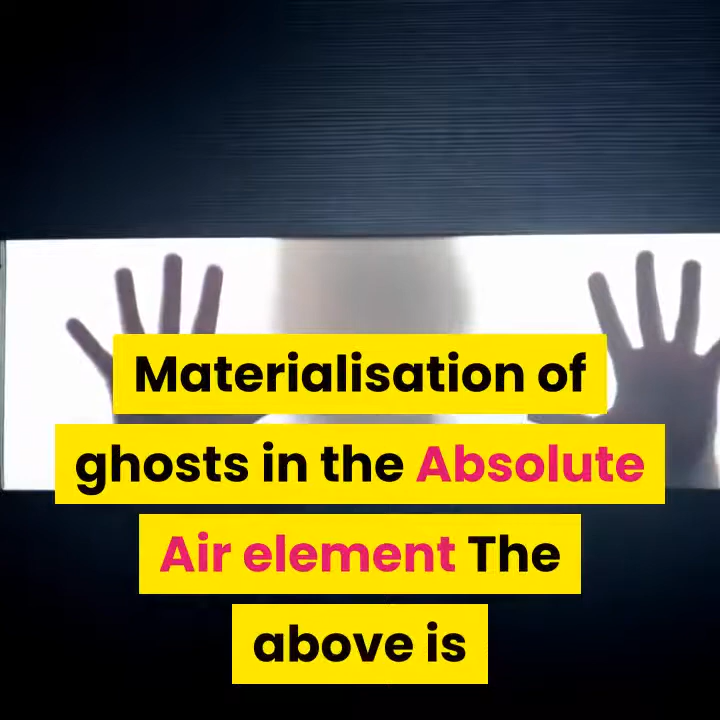 Materialisation of
ghosts in the Absolute
Air element The
above is